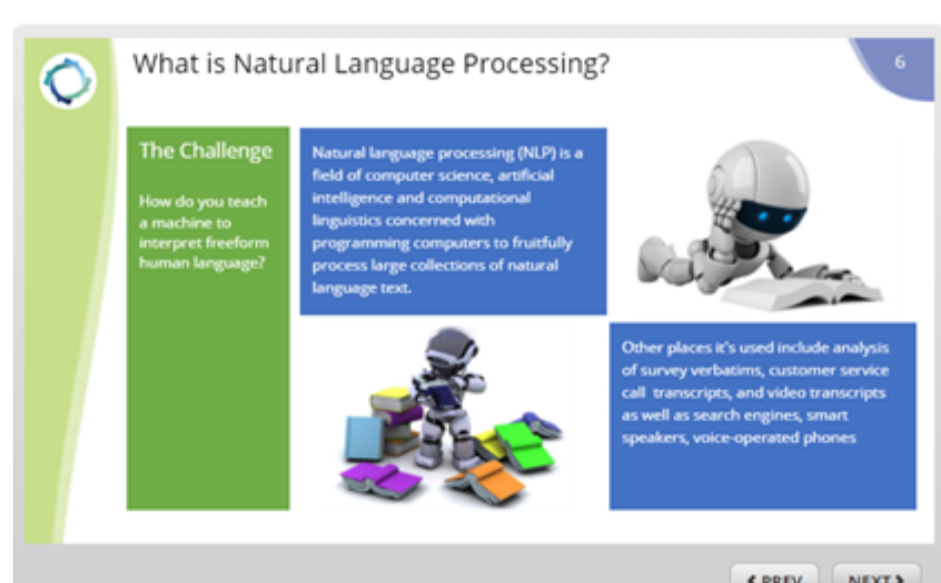 What is Natural Language Processing?
6
The Challenge
How do you teach
a machine to
interpret freeform
human language?
Natural language processing (NLP) is a
field of computer science, artificial
intelligence and computational
linguistics concerned with
programming computers to fruitfully
process large collections of natural
language text.
Other places it's used include analysis
of survey verbatims, customer service
call transcripts, and video transcripts
as well as search engines, smart
speakers, voice-operated phones
PREV
NEXT